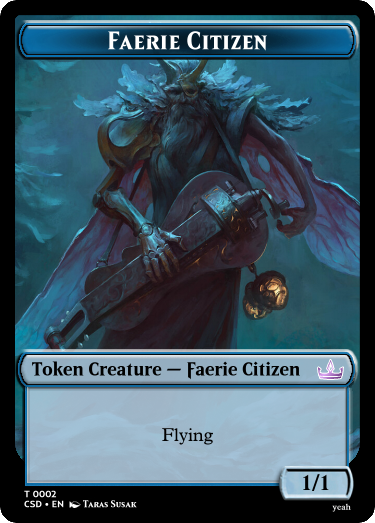 Faerie Citizen
Token Creature — Faerie Citizen
Flying
1/1
T 0002
CSD • EN Taras Susak
yeah